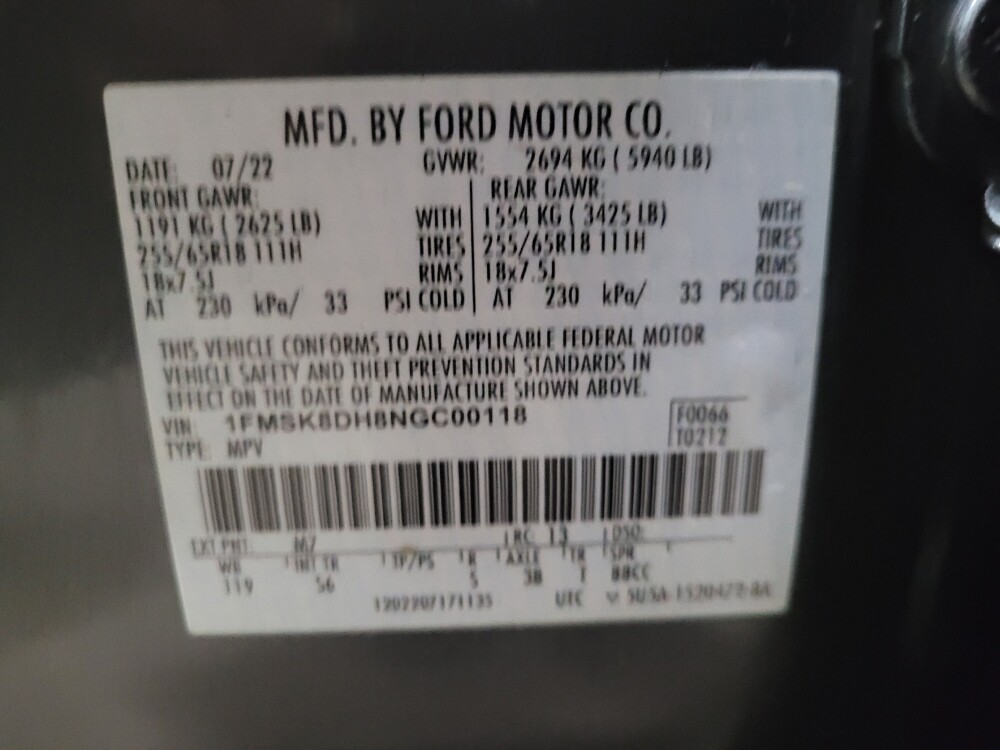 MFD. BY FORD MOTOR CO.
DATE: 07/22 GVWR: 2694 KG ( 5940 LB)
FRONT GAWR: REAR GAWR:
1191 KG ( 2625 LB) WITH 1554 KG ( 3425 LB) WITH
255/65R18 111H TIRES 255/65R18 111H TIRES
18x7.5J RIMS 18x7.5J RIMS
AT 230 kPa/ 33 PSI COLD AT 230 kPa/ 33 PSI COLD
THIS VEHICLE CONFORMS TO ALL APPLICABLE FEDERAL MOTOR
VEHICLE SAFETY AND THEFT PREVENTION STANDARDS IN
EFFECT ON THE DATE OF MANUFACTURE SHOWN ABOVE.
VIN: 1FMSK8DH8NGC00118 F0066
TYPE: MPV T0212
EXT PNT: M7 RC: 13 DSO:
WB INT TR TP/PS R AXLE TR SPR
119 S6 5 3B T BBCC
1202207171135 UTC